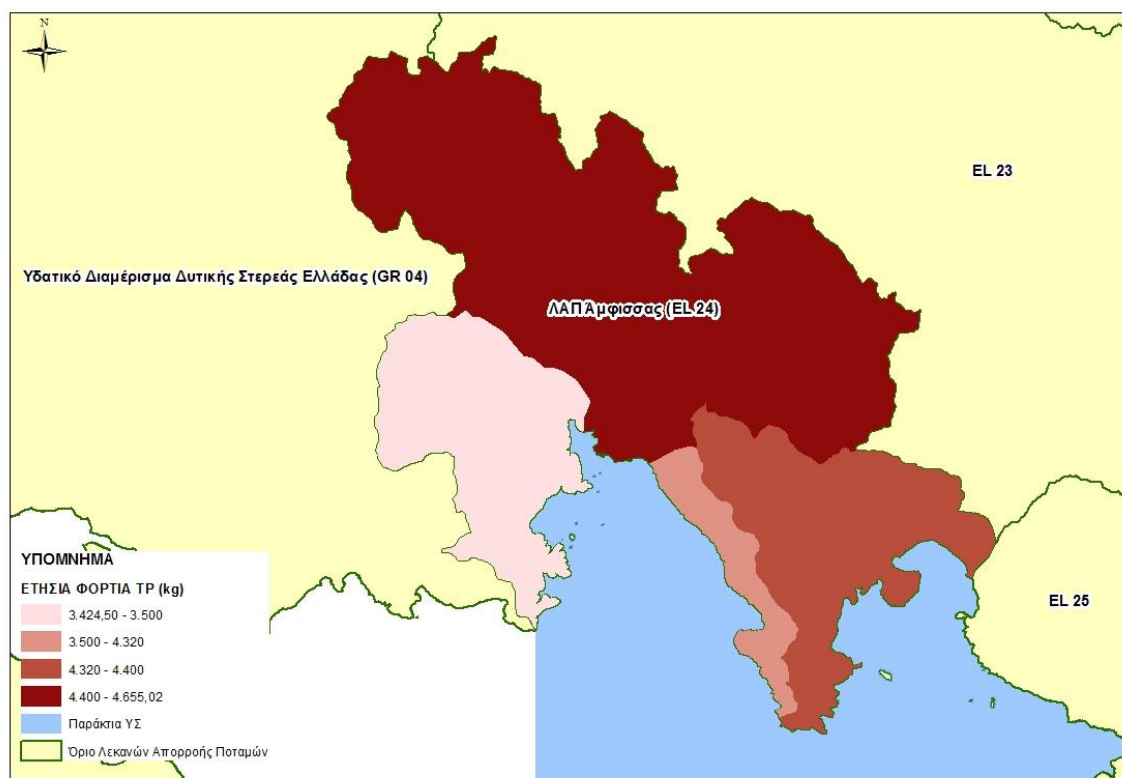 N
EL 23
Υδατικό Διαμέρισμα Δυτικής Στερεάς Ελλάδας (GR 04)
ΛΑΠ Άμφισσας (EL 24)
EL 25
ΥΠΟΜΝΗΜΑ
ΕΤΗΣΙΑ ΦΟΡΤΙΑ TP (kg)
3.424,50 - 3.500
3.500 - 4.320
4.320 - 4.400
4.400 - 4.655,02
Παράκτια ΥΣ
Όριο Λεκανών Απορροής Ποταμών